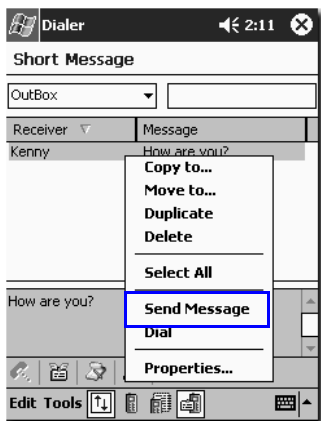 Dialer 2:11
Short Message
OutBox
Receiver Message
Kenny How are you?
Copy to...
Move to...
Duplicate
Delete
Select All
Send Message
Dial
Properties...
How are you?
Edit Tools